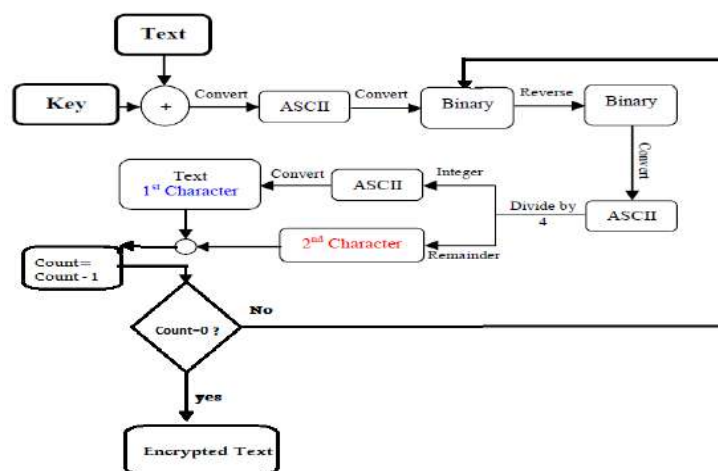 Text
Key
+
Convert
ASCII
Convert
Binary
Reverse
Binary
Convert
Text
1st Character
Convert
ASCII
Integer
Divide by
4
ASCII
2nd Character
Remainder
Count=
Count - 1
Count=0 ?
No
yes
Encrypted Text